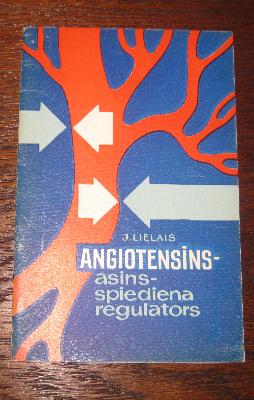 J. LIELAIS
ANGIOTENSĪNS-
asins-
spiediena
regulators